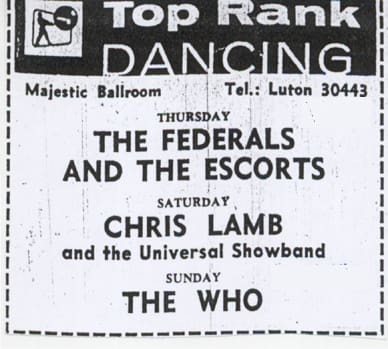 Top Rank
DANCING
Majestic Ballroom Tel.: Luton 30443
THURSDAY
THE FEDERALS
AND THE ESCORTS
SATURDAY
CHRIS LAMB
and the Universal Showband
SUNDAY
THE WHO